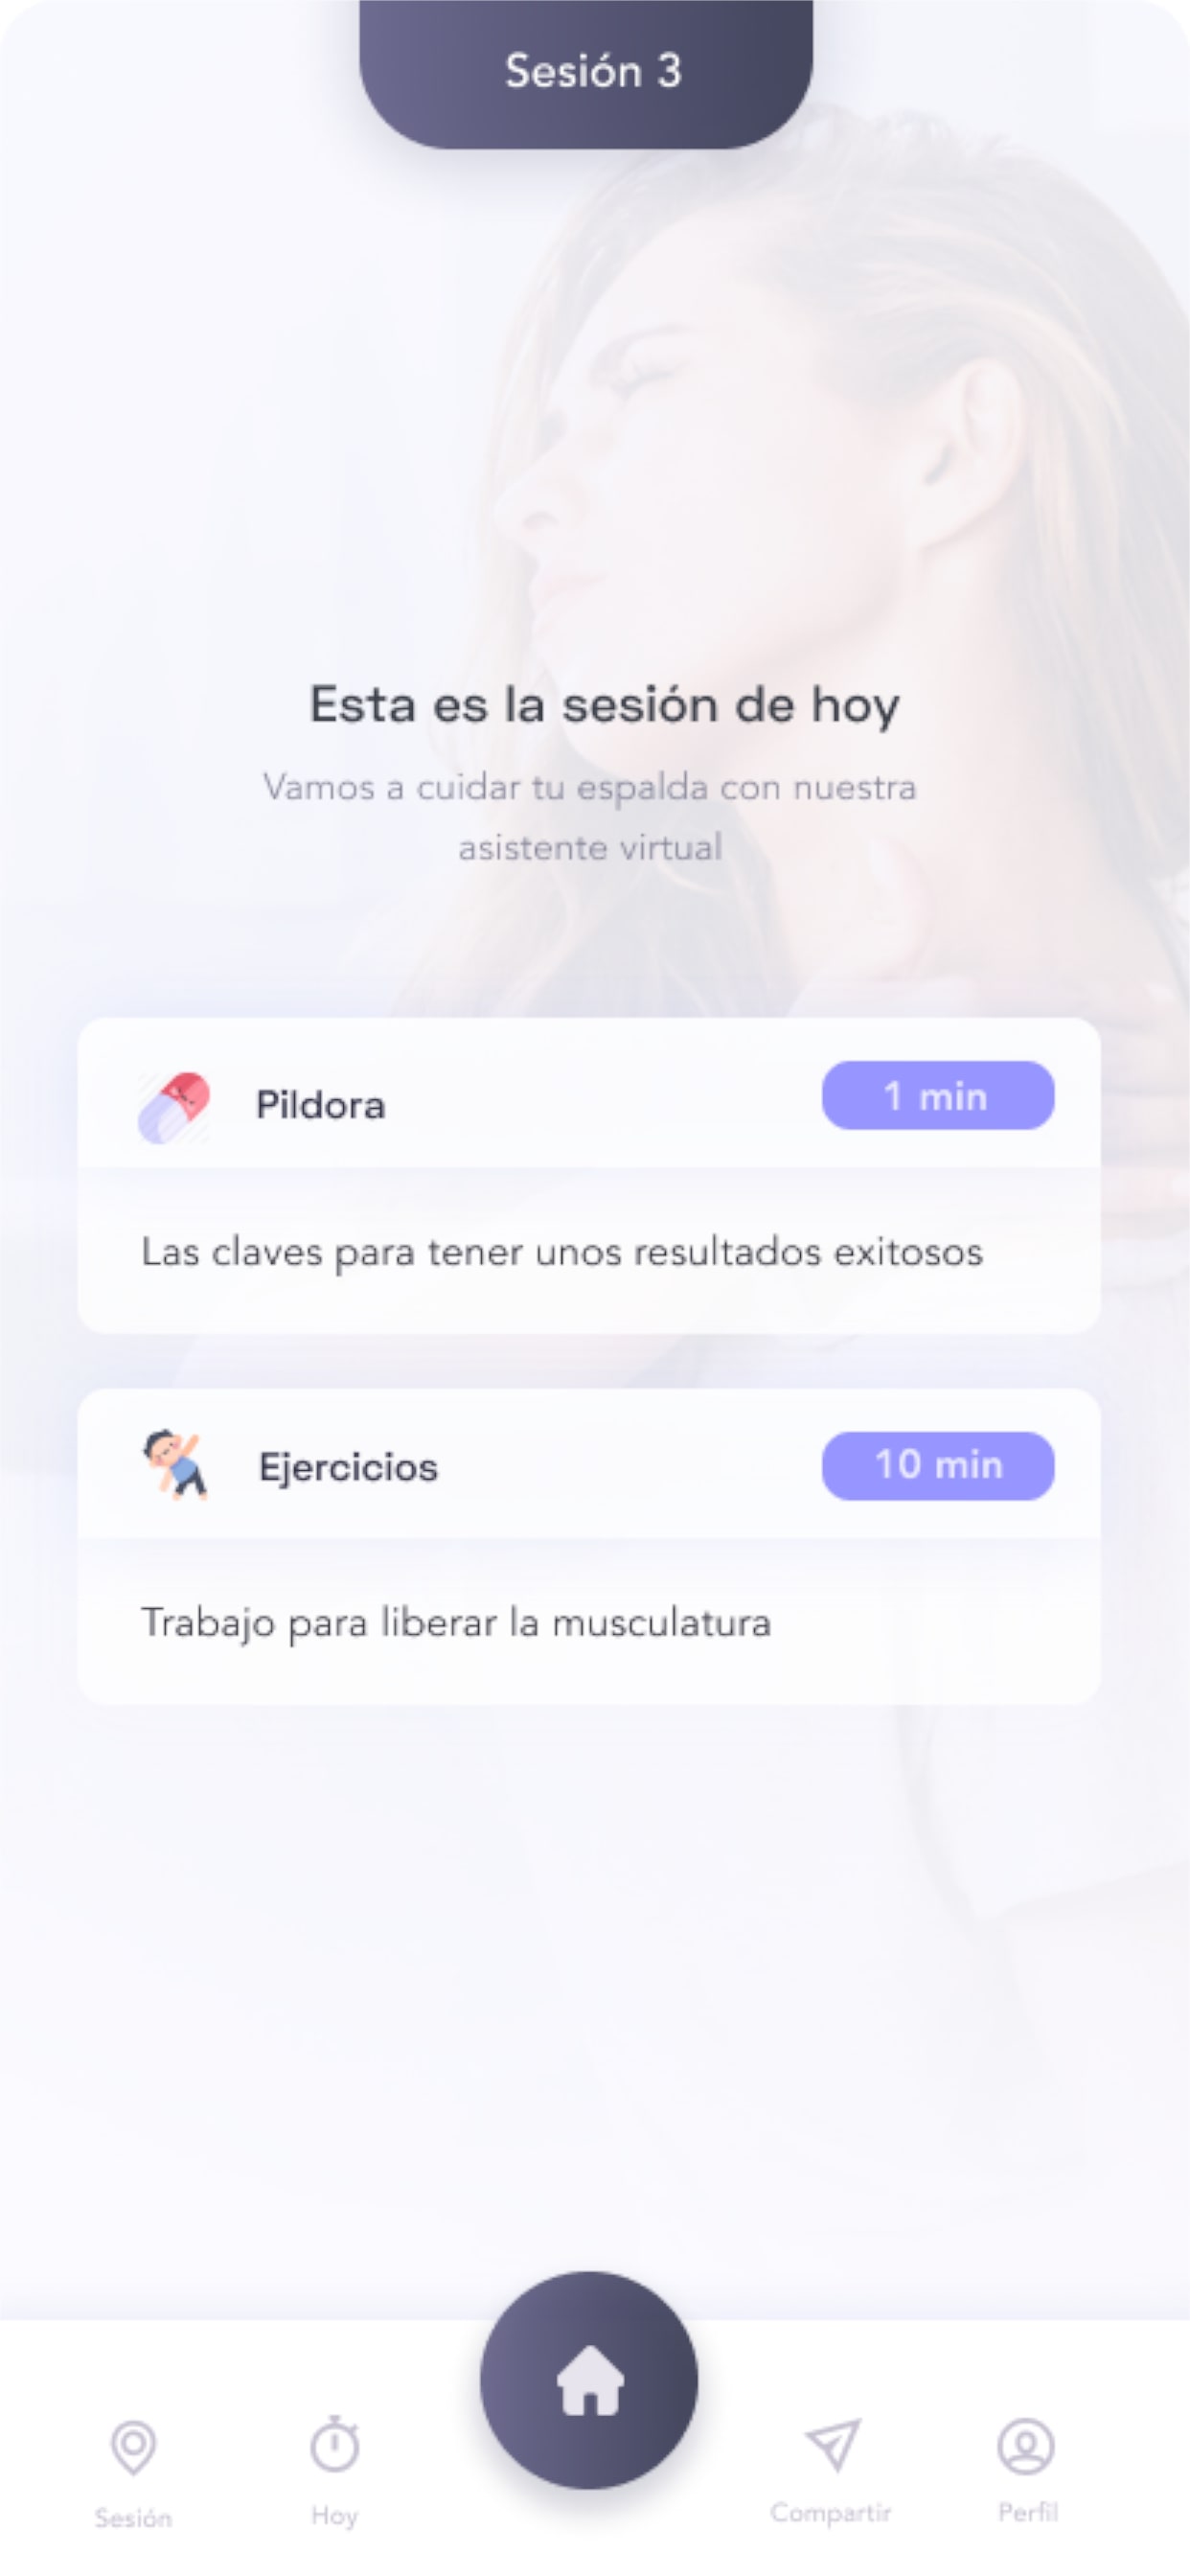 Sesión 3
Esta es la sesión de hoy
Vamos a cuidar tu espalda con nuestra
asistente virtual
Pildora
1 min
Las claves para tener unos resultados exitosos
Ejercicios
10 min
Trabajo para liberar la musculatura
Sesión
Hoy
Compartir
Perfil